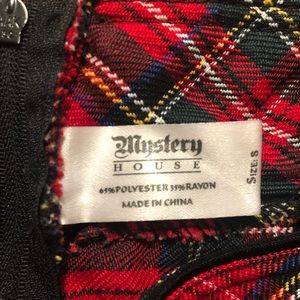 Mystery
HOUSE
65%POLYESTER 35%RAYON
MADE IN CHINA
SIZE: S